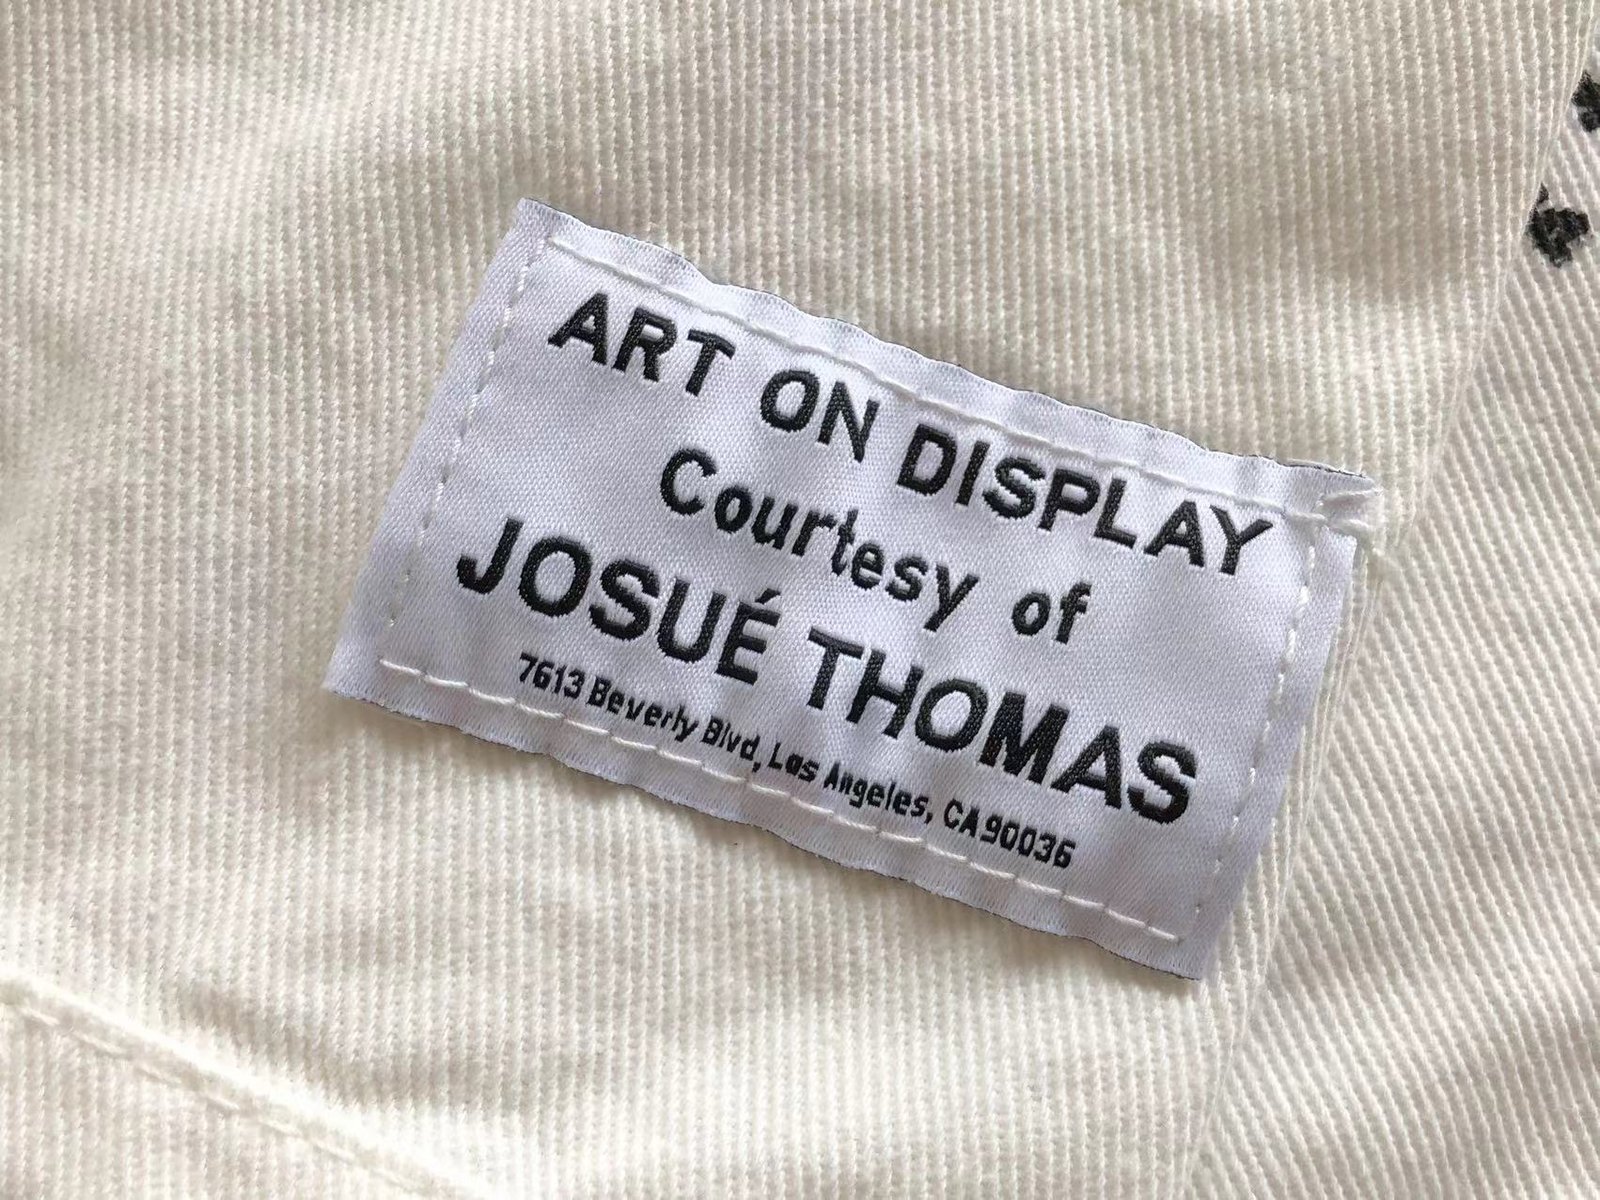 ART ON DISPLAY
Courtesy of
JOSUÉ THOMAS
7613 Beverly Blvd, Los Angeles, CA 90036